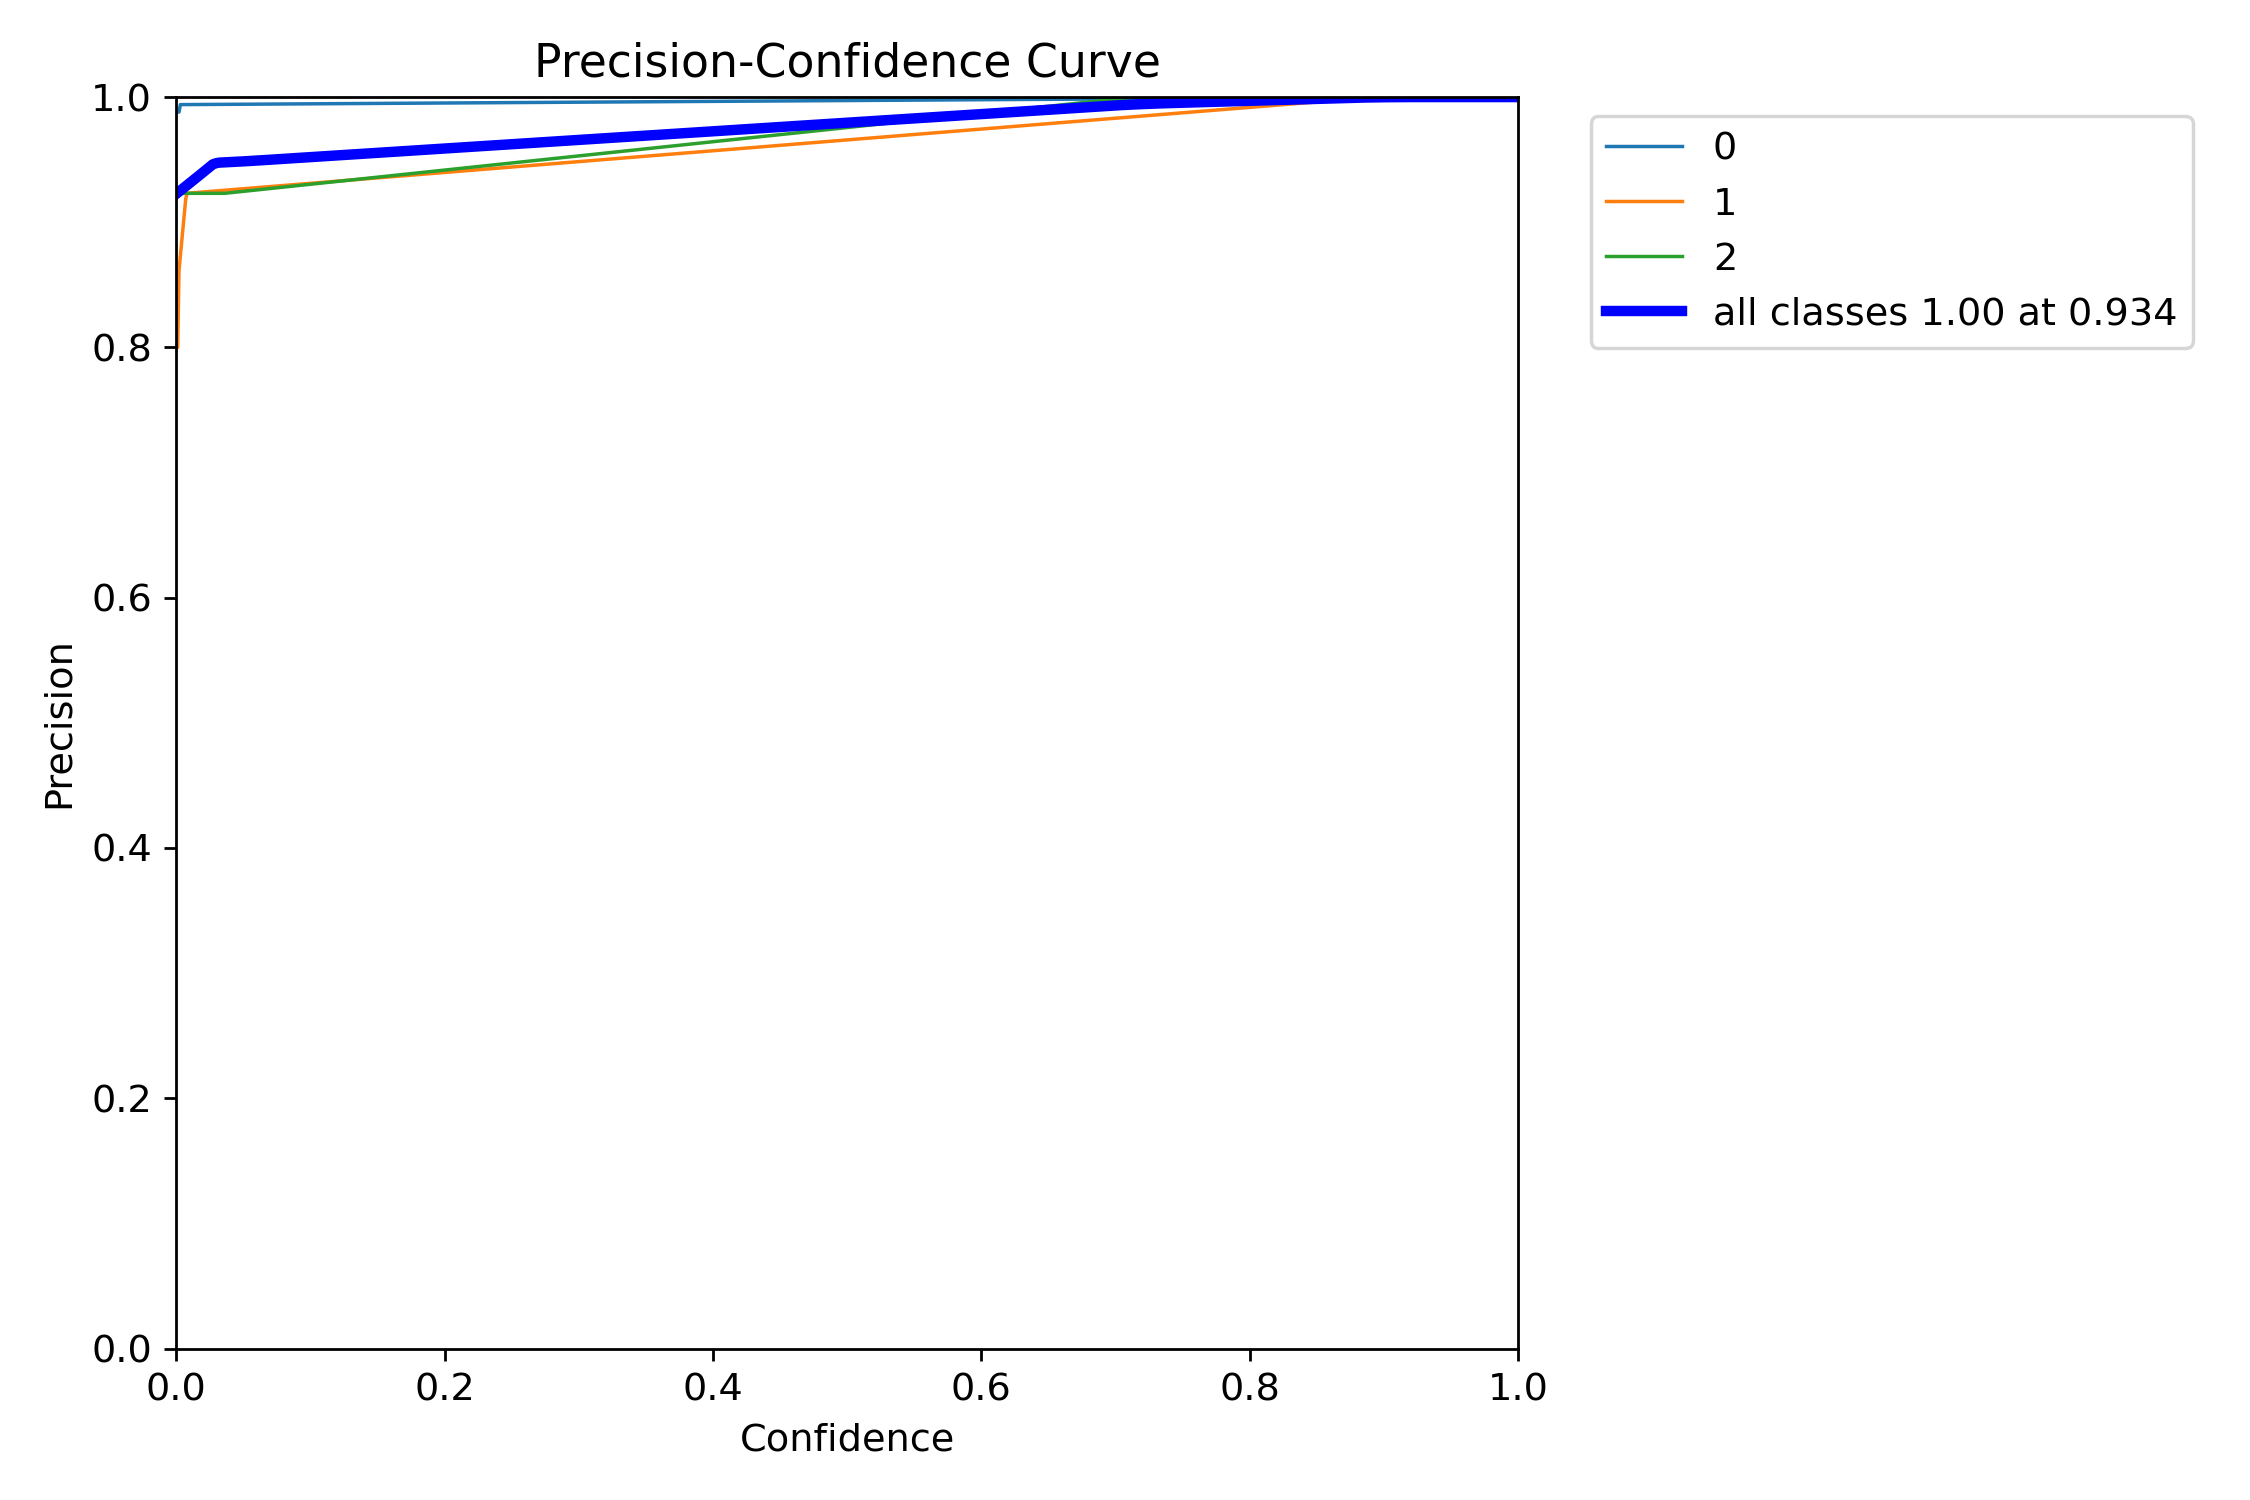 Precision-Confidence Curve
1.0
0.8
0.6
0.4
0.2
0.0
Precision
0.0 0.2 0.4 0.6 0.8 1.0
Confidence
0
1
2
all classes 1.00 at 0.934